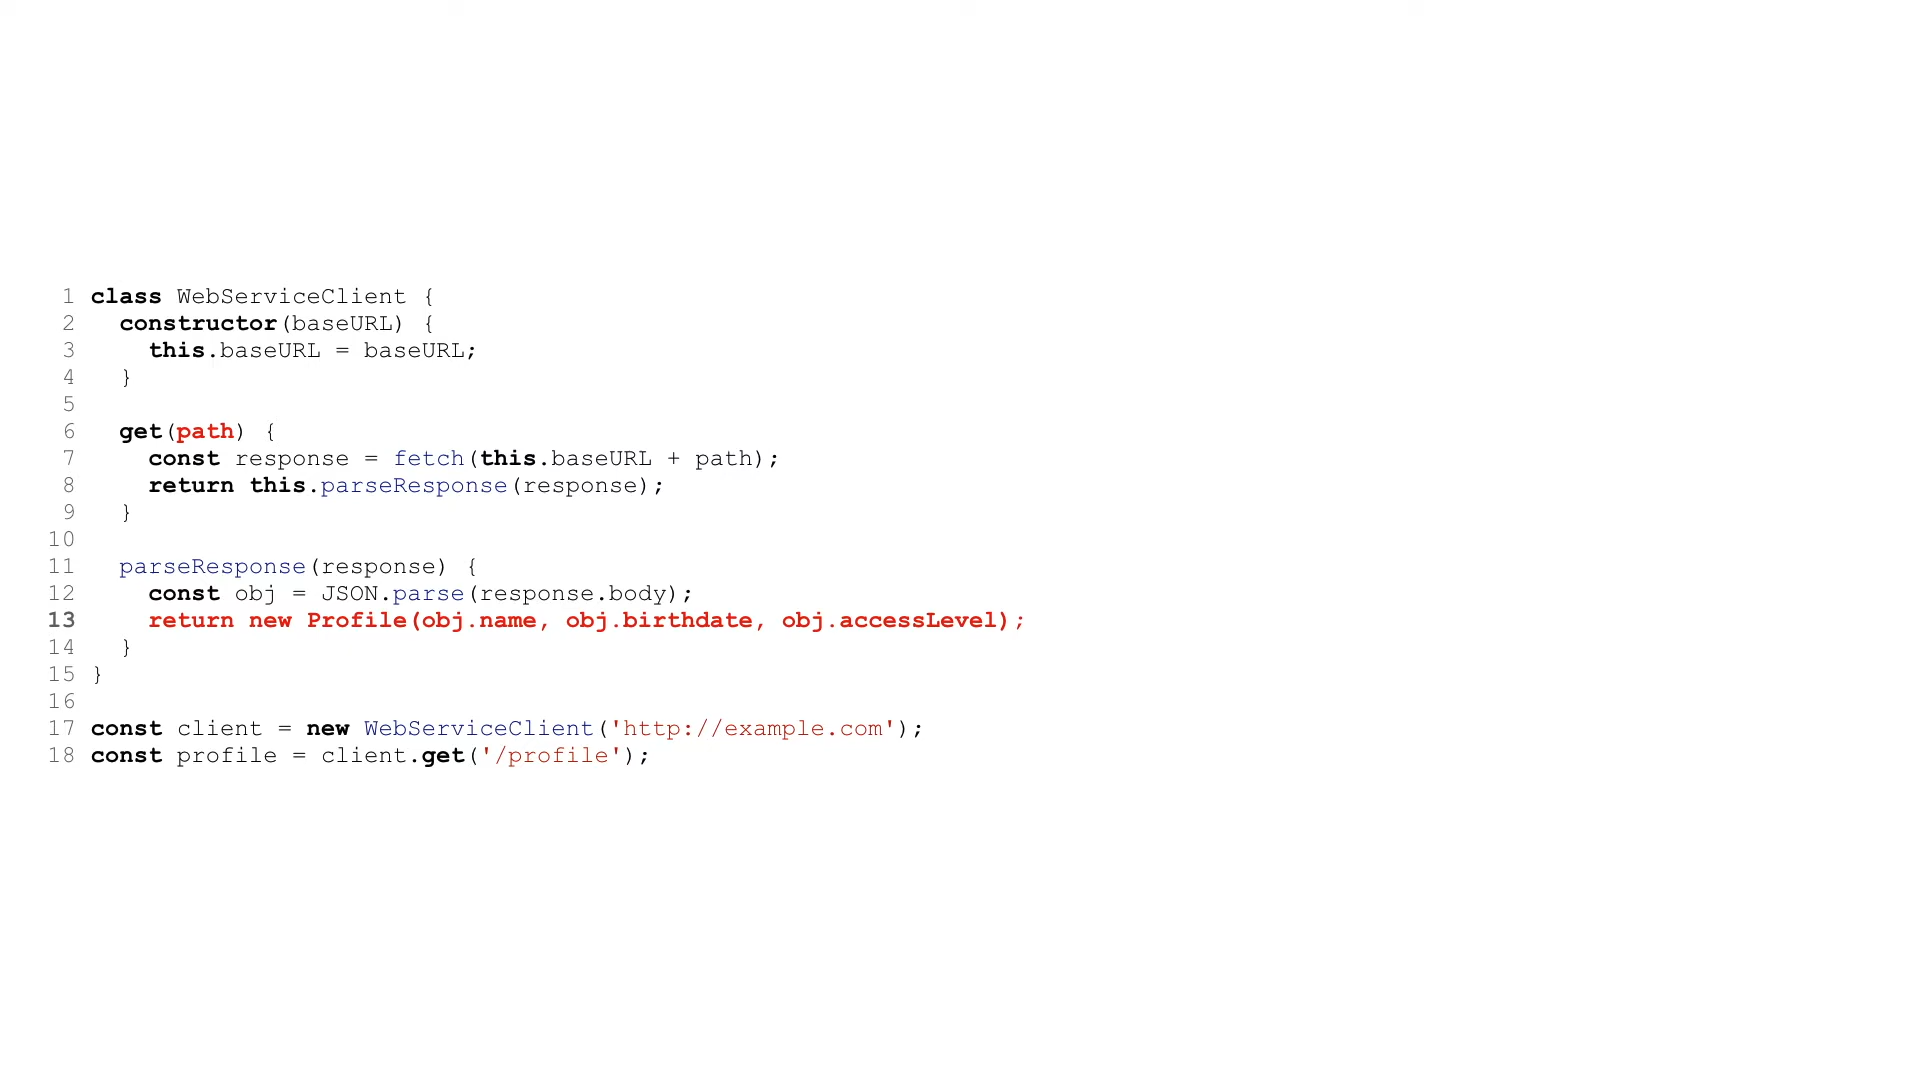 1 class WebServiceClient {
2   constructor(baseURL) {
3     this.baseURL = baseURL;
4   }
5
6   get(path) {
7     const response = fetch(this.baseURL + path);
8     return this.parseResponse(response);
9   }
10
11   parseResponse(response) {
12     const obj = JSON.parse(response.body);
13     return new Profile(obj.name, obj.birthdate, obj.accessLevel);
14   }
15 }
16
17 const client = new WebServiceClient('http://example.com');
18 const profile = client.get('/profile');